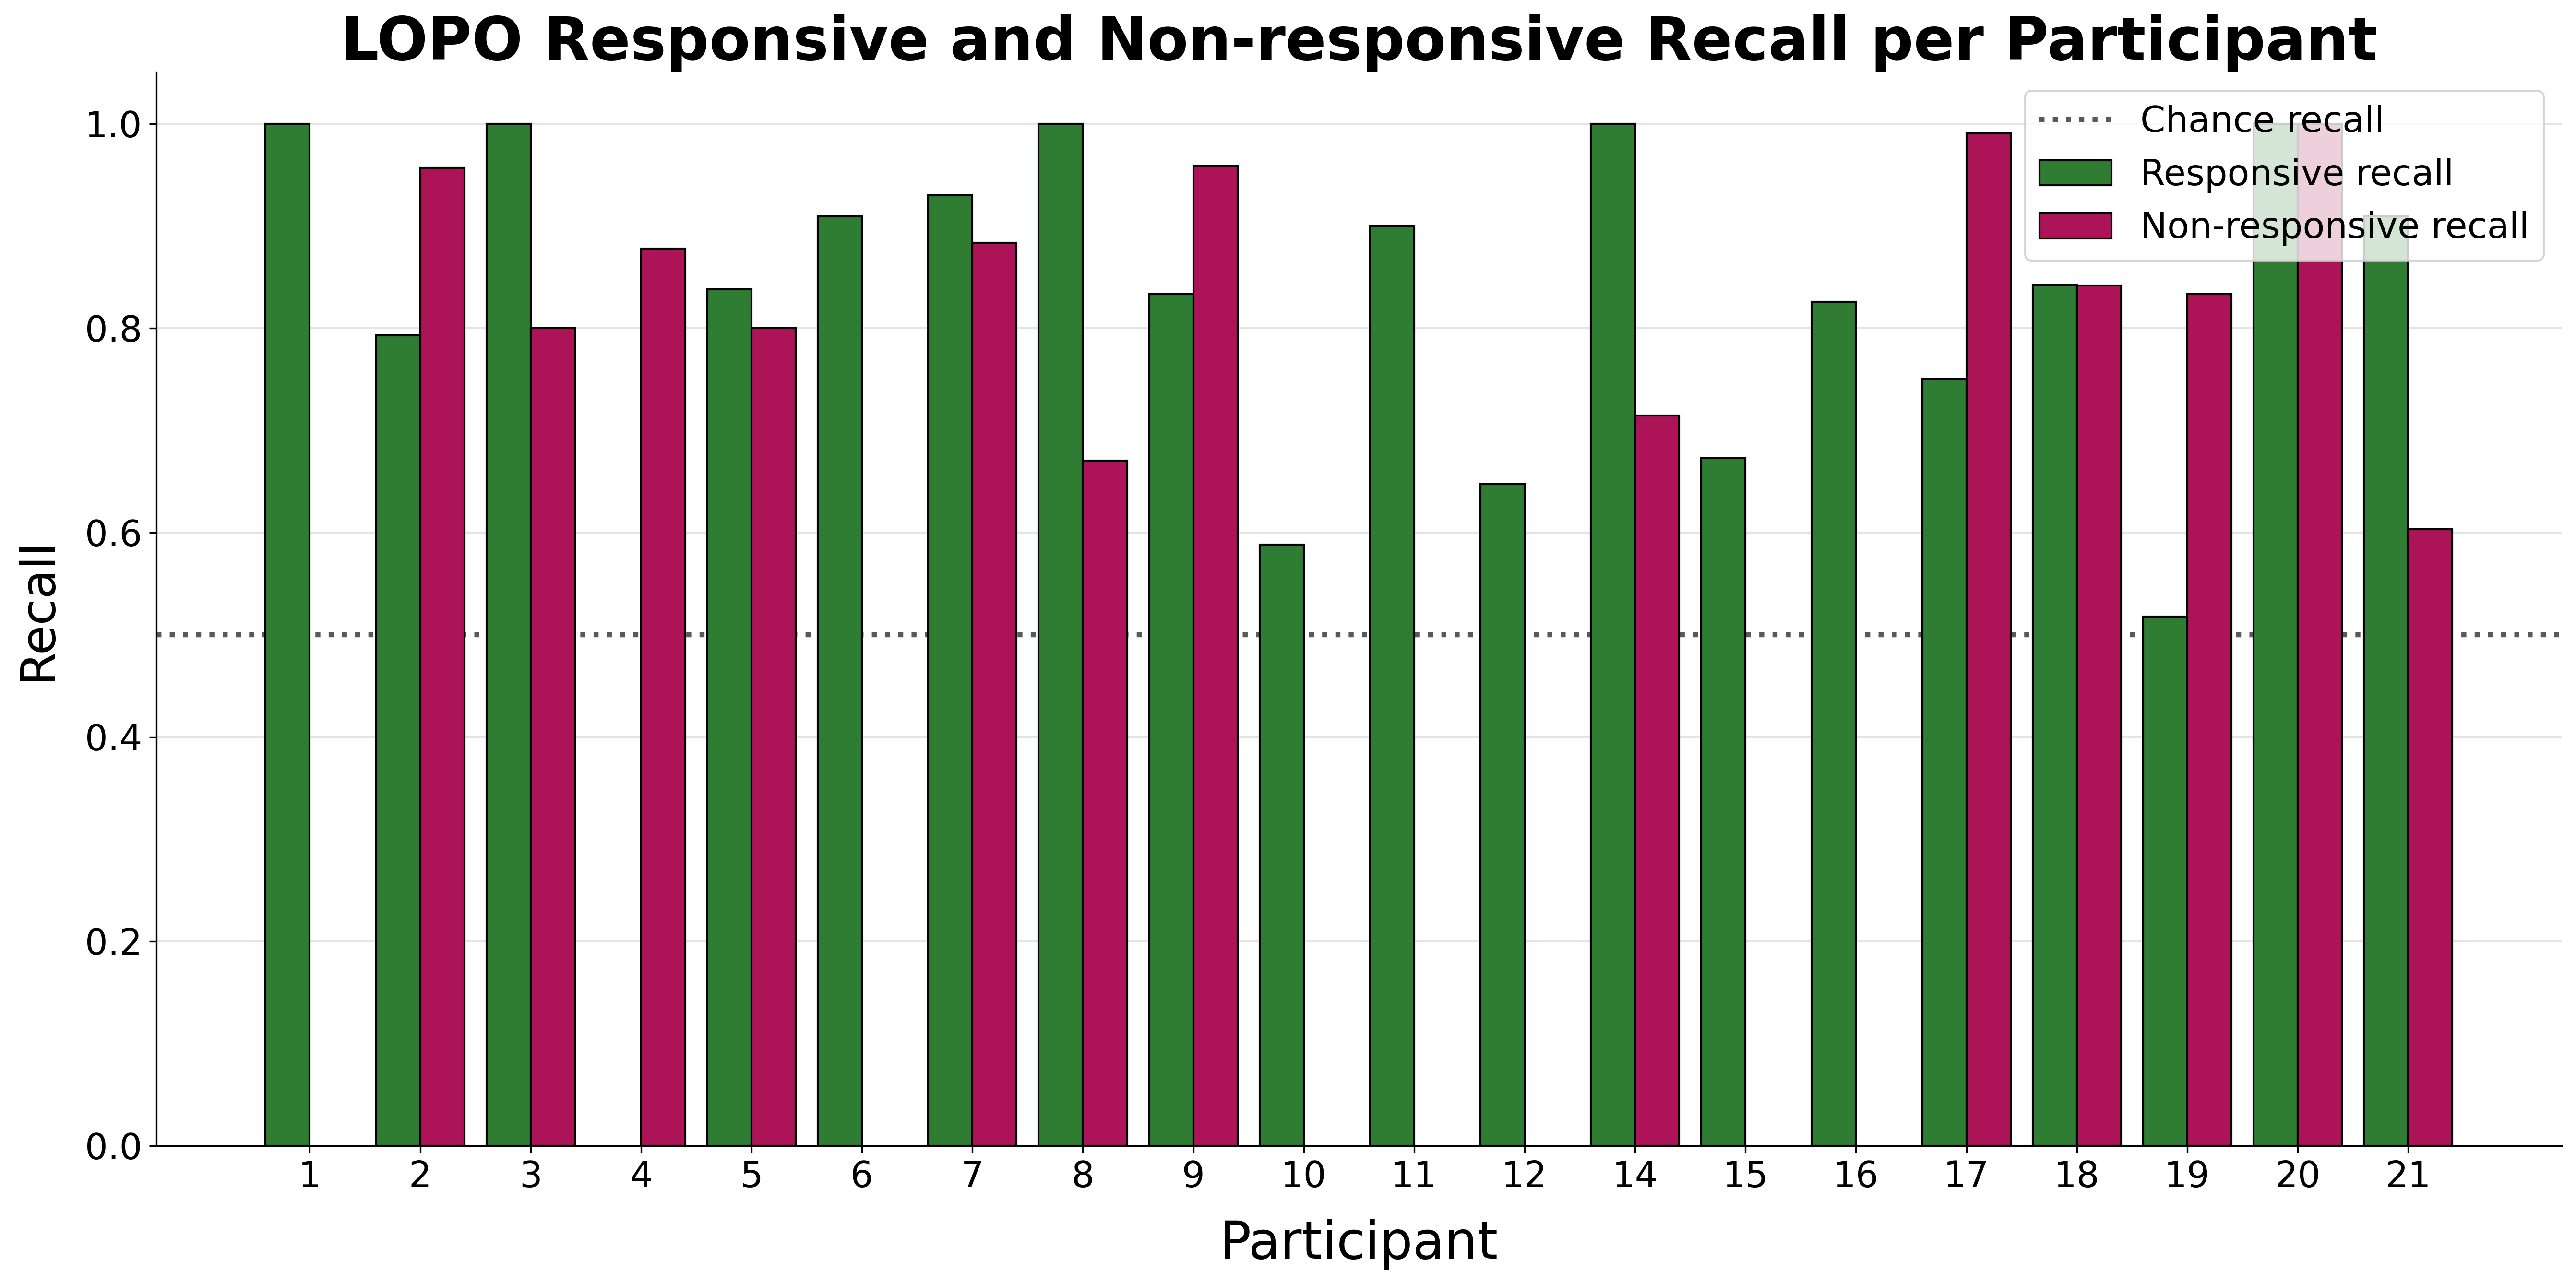 LOPO Responsive and Non-responsive Recall per Participant
Chance recall
Responsive recall
Non-responsive recall
Recall
1.0
0.8
0.6
0.4
0.2
0.0
1 2 3 4 5 6 7 8 9 10 11 12 14 15 16 17 18 19 20 21
Participant